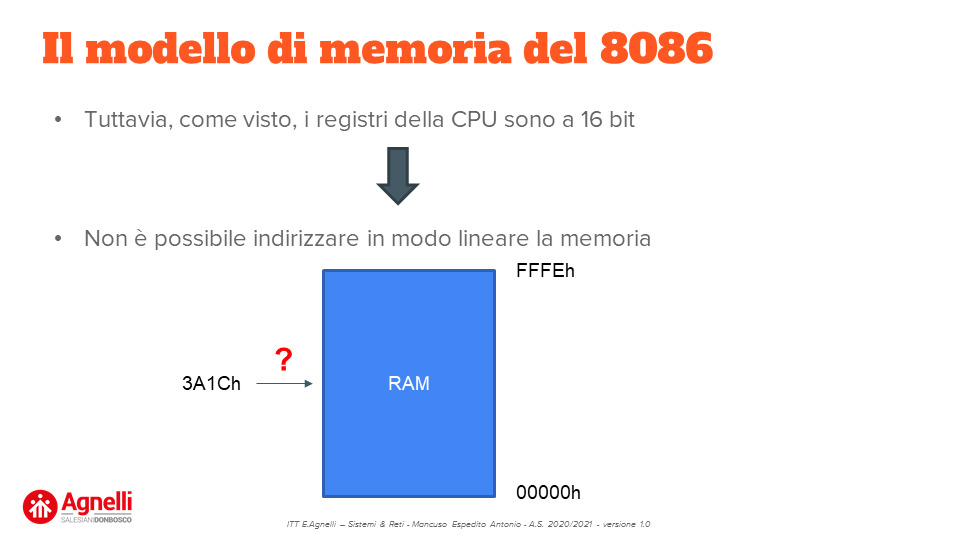 Il modello di memoria del 8086
• Tuttavia, come visto, i registri della CPU sono a 16 bit
• Non è possibile indirizzare in modo lineare la memoria
FFFEh
?
3A1Ch
RAM
00000h
Agnelli
SALESIANI DONBOSCO
ITT E.Agnelli – Sistemi & Reti - Mancuso Espedito Antonio - A.S. 2020/2021 - versione 1.0